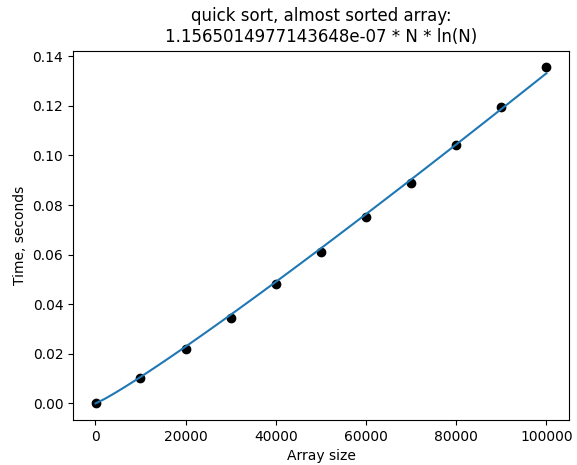 quick sort, almost sorted array:
1.1565014977143648e-07 * N * ln(N)
0.14
0.12
0.10
0.08
0.06
0.04
0.02
0.00
Time, seconds
0 20000 40000 60000 80000 100000
Array size